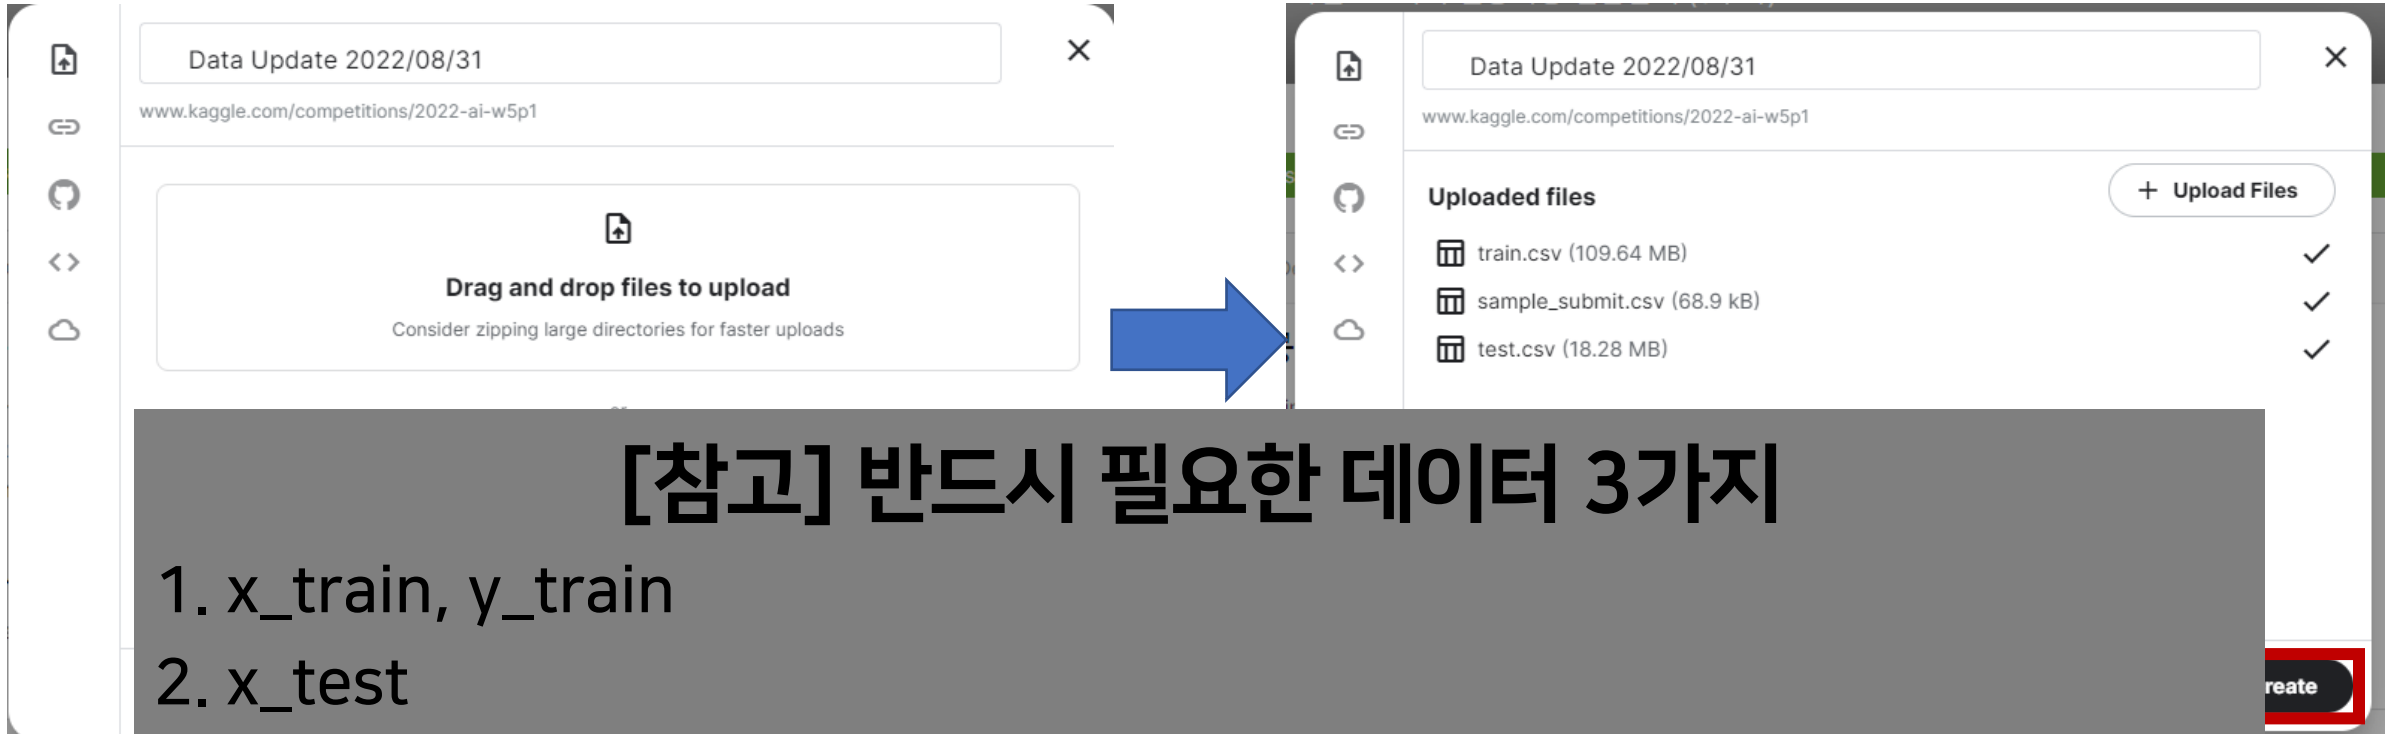 Data Update 2022/08/31
www.kaggle.com/competitions/2022-ai-w5p1
Drag and drop files to upload
Consider zipping large directories for faster uploads
Data Update 2022/08/31
www.kaggle.com/competitions/2022-ai-w5p1
Uploaded files
+ Upload Files
train.csv (109.64 MB)
sample_submit.csv (68.9 kB)
test.csv (18.28 MB)
[참고] 반드시 필요한 데이터 3가지
1. x_train, y_train
2. x_test
reate